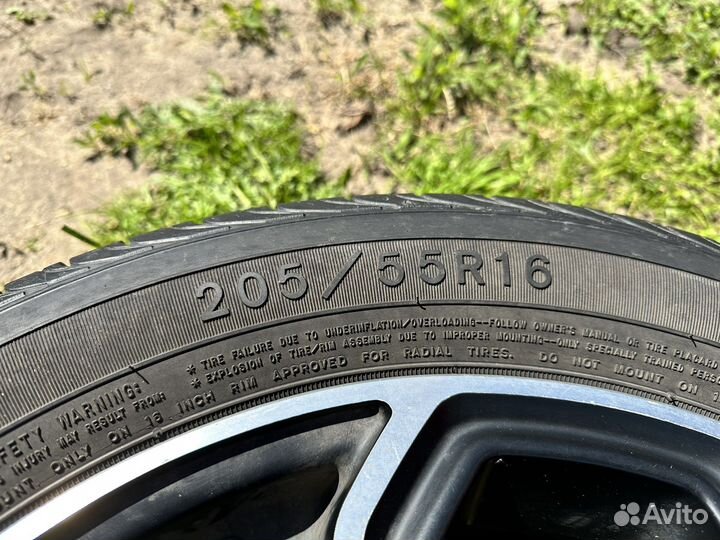 205/55R16
SAFETY WARNING:
* TIRE FAILURE DUE TO UNDERINFLATION/OVERLOADING--FOLLOW OWNER'S MANUAL OR TIRE PLACARD
INJURY MAY RESULT FROM
* EXPLOSION OF TIRE/RIM ASSEMBLY DUE TO IMPROPER MOUNTING--ONLY SPECIALLY TRAINED
ONLY ON 16 INCH RIM APPROVED FOR RADIAL TIRES. DO NOT MOUNT ON
Avito